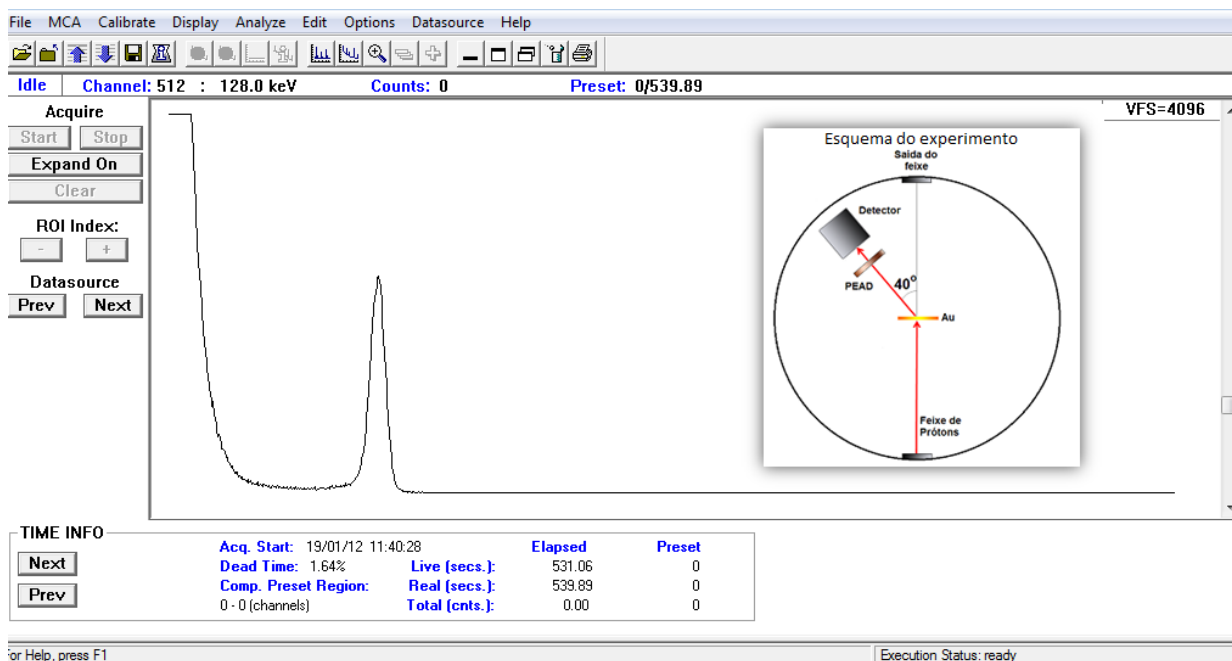 File MCA Calibrate Display Analyze Edit Options Datasource Help
Idle Channel: 512 : 128.0 keV Counts: 0 Preset: 0/539.89
Acquire
Start Stop
Expand On
Clear
ROI Index:
- +
Datasource
Prev Next
VFS=4096
Esquema do experimento
Saída do
feixe
Detector
PEAD
40°
Au
Feixe de
Prótons
TIME INFO
Next
Prev
Acq. Start: 19/01/12 11:40:28 Elapsed Preset
Dead Time: 1.64% Live (secs.): 531.06 0
Comp. Preset Region: Real (secs.): 539.89 0
0 - 0 (channels) Total (cnts.): 0.00 0
For Help, press F1 Execution Status: ready